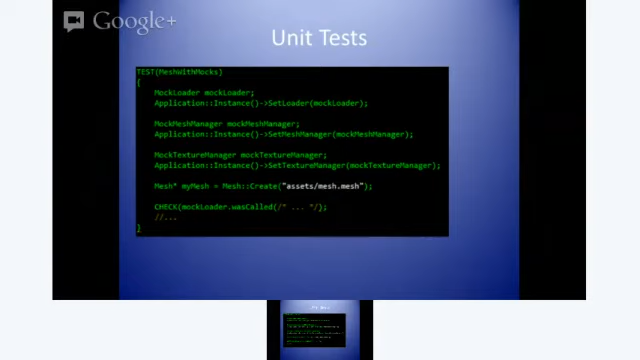 Google+
Unit Tests
TEST(MeshWithMocks)
{
MockLoader mockLoader;
Application::Instance()->SetLoader(mockLoader);
MockMeshManager mockMeshManager;
Application::Instance()->SetMeshManager(mockMeshManager);
MockTextureManager mockTextureManager;
Application::Instance()->SetTextureManager(mockTextureManager);
Mesh* myMesh = Mesh::Create("assets/mesh.mesh");
CHECK(mockLoader.wasCalled(/* ... */);
//...
}